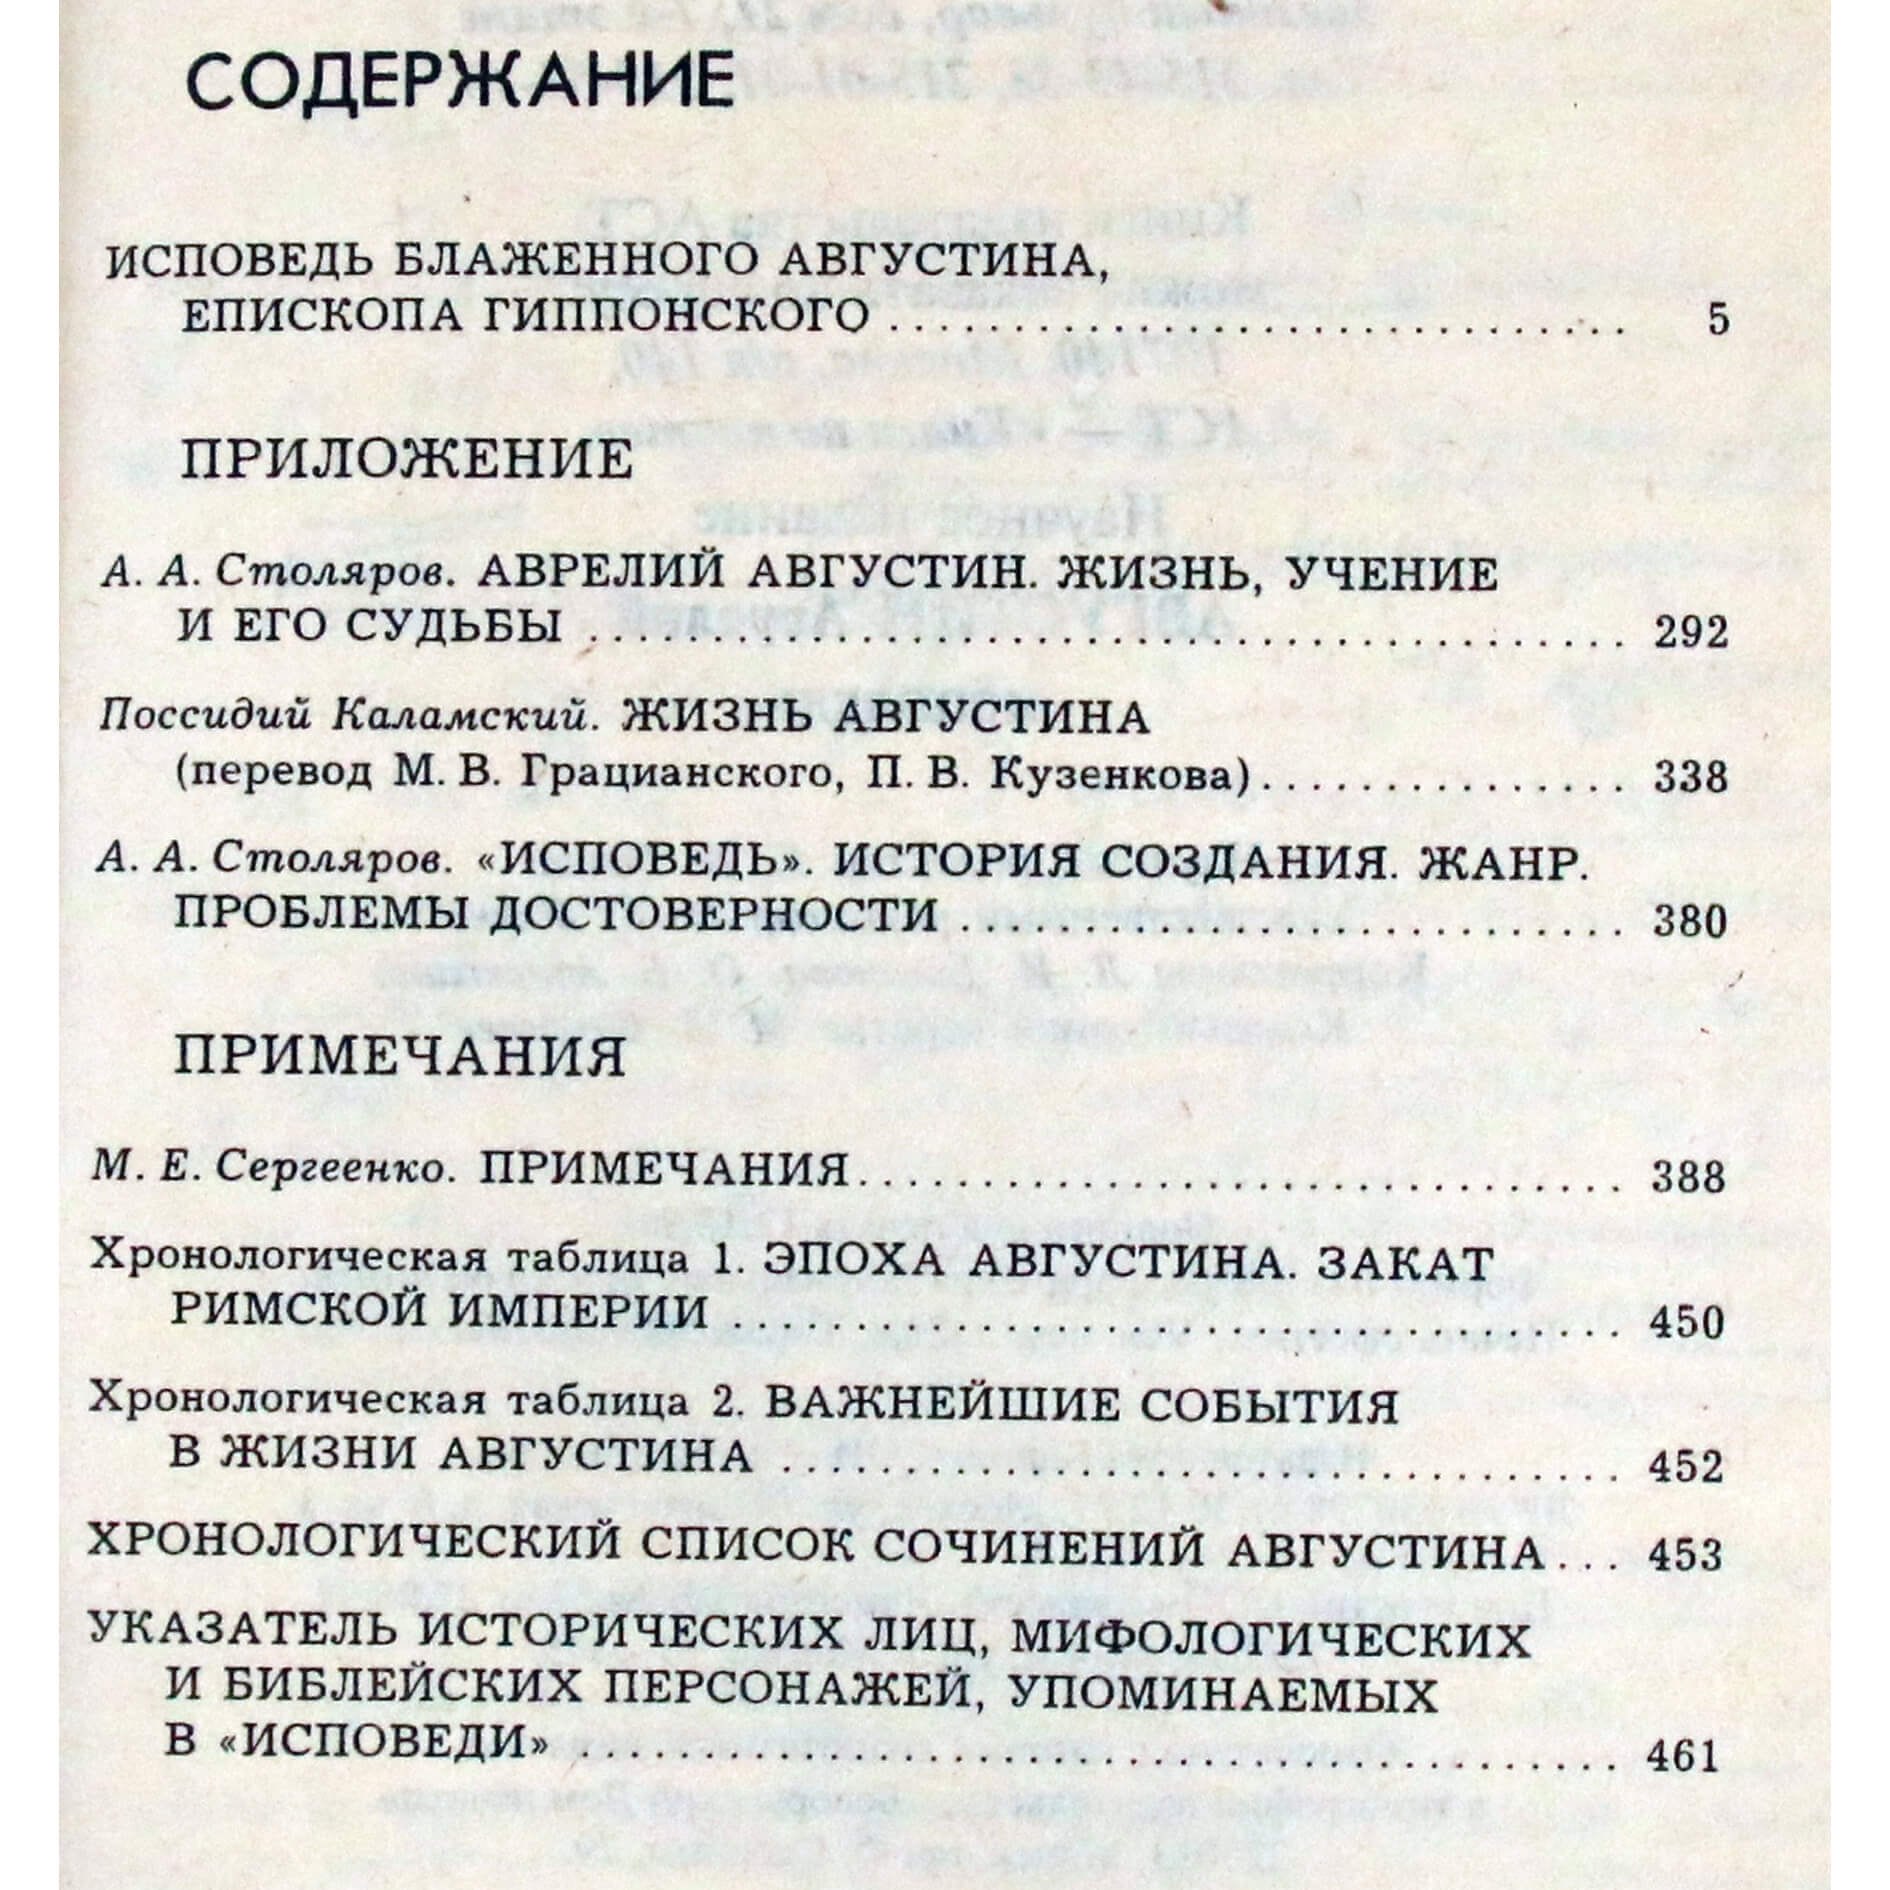 СОДЕРЖАНИЕ
ИСПОВЕДЬ БЛАЖЕННОГО АВГУСТИНА,
ЕПИСКОПА ГИППОНСКОГО .............................. 5
ПРИЛОЖЕНИЕ
А. А. Столяров. АВРЕЛИЙ АВГУСТИН. ЖИЗНЬ, УЧЕНИЕ
И ЕГО СУДЬБЫ .......................................... 292
Поссидий Каламский. ЖИЗНЬ АВГУСТИНА
(перевод М. В. Грацианского, П. В. Кузенкова)............... 338
А. А. Столяров. «ИСПОВЕДЬ». ИСТОРИЯ СОЗДАНИЯ. ЖАНР.
ПРОБЛЕМЫ ДОСТОВЕРНОСТИ ........................... 380
ПРИМЕЧАНИЯ
М. Е. Сергеенко. ПРИМЕЧАНИЯ............................... 388
Хронологическая таблица 1. ЭПОХА АВГУСТИНА. ЗАКАТ
РИМСКОЙ ИМПЕРИИ .................................... 450
Хронологическая таблица 2. ВАЖНЕЙШИЕ СОБЫТИЯ
В ЖИЗНИ АВГУСТИНА .................................. 452
ХРОНОЛОГИЧЕСКИЙ СПИСОК СОЧИНЕНИЙ АВГУСТИНА... 453
УКАЗАТЕЛЬ ИСТОРИЧЕСКИХ ЛИЦ, МИФОЛОГИЧЕСКИХ
И БИБЛЕЙСКИХ ПЕРСОНАЖЕЙ, УПОМИНАЕМЫХ
В «ИСПОВЕДИ» .......................................... 461